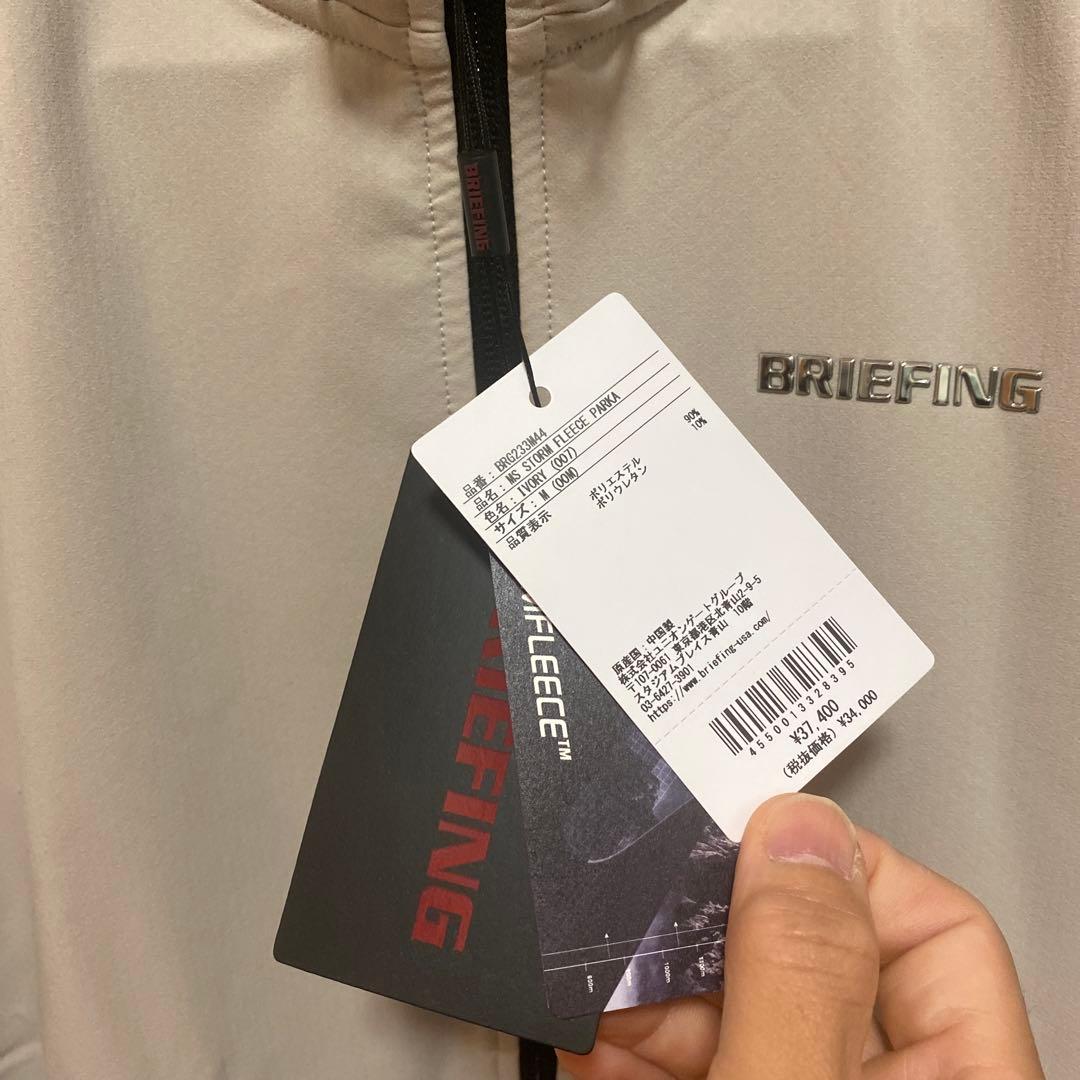 BRIEFING
BRIEFING
品番：BRG233M44
品名：MS STORM FLEECE PARKA
色名：IVORY (007)
サイズ：M (00M)
品質表示
ポリエステル 90%
ポリウレタン 10%
原産国：中国製
株式会社ユニオンゲートグループ
〒107-0061 東京都港区北青山2-9-5
スタジアムプレイス青山 10階
03-6427-3901
https://www.briefing-usa.com/
4550013328395
¥37,400
(税抜価格) ¥34,000
FLEECE™
RIEFING
1000m